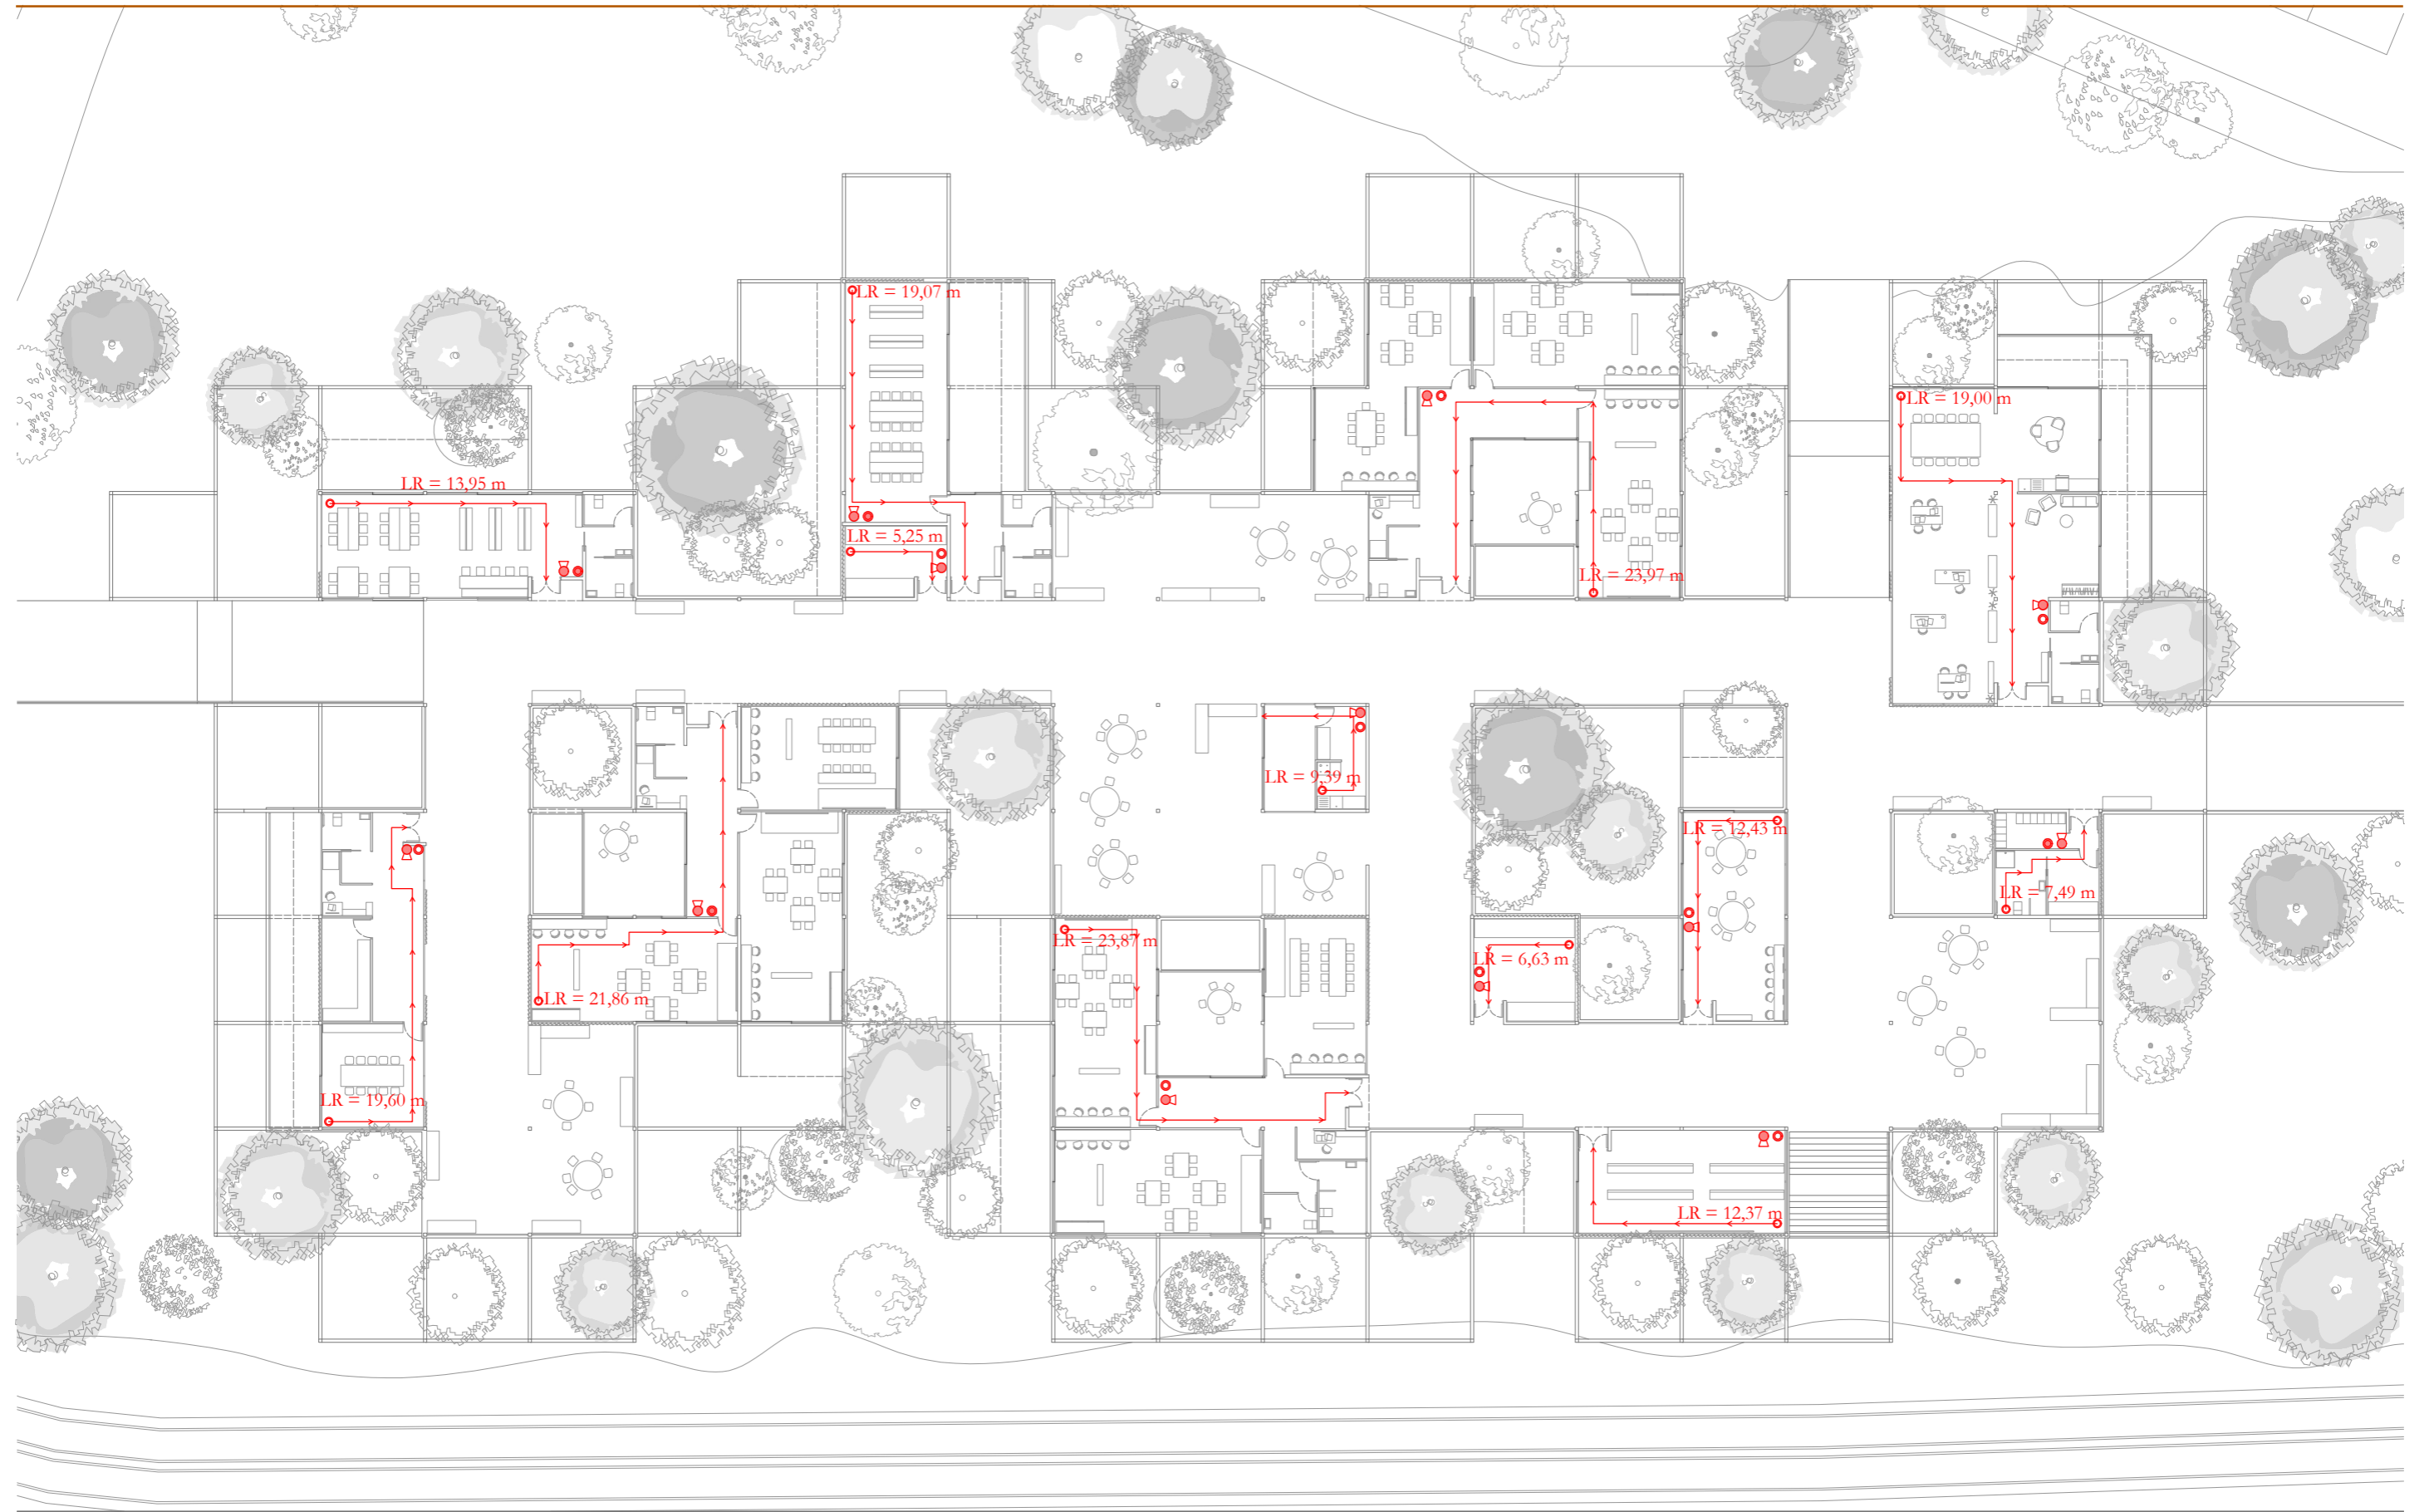 LR = 19,07 m
LR = 19,00 m
LR = 13,95 m
LR = 5,25 m
LR = 23,97 m
LR = 9,39 m
LR = 12,43 m
LR = 7,49 m
LR = 23,87 m
LR = 6,63 m
LR = 21,86 m
LR = 19,60 m
LR = 12,37 m